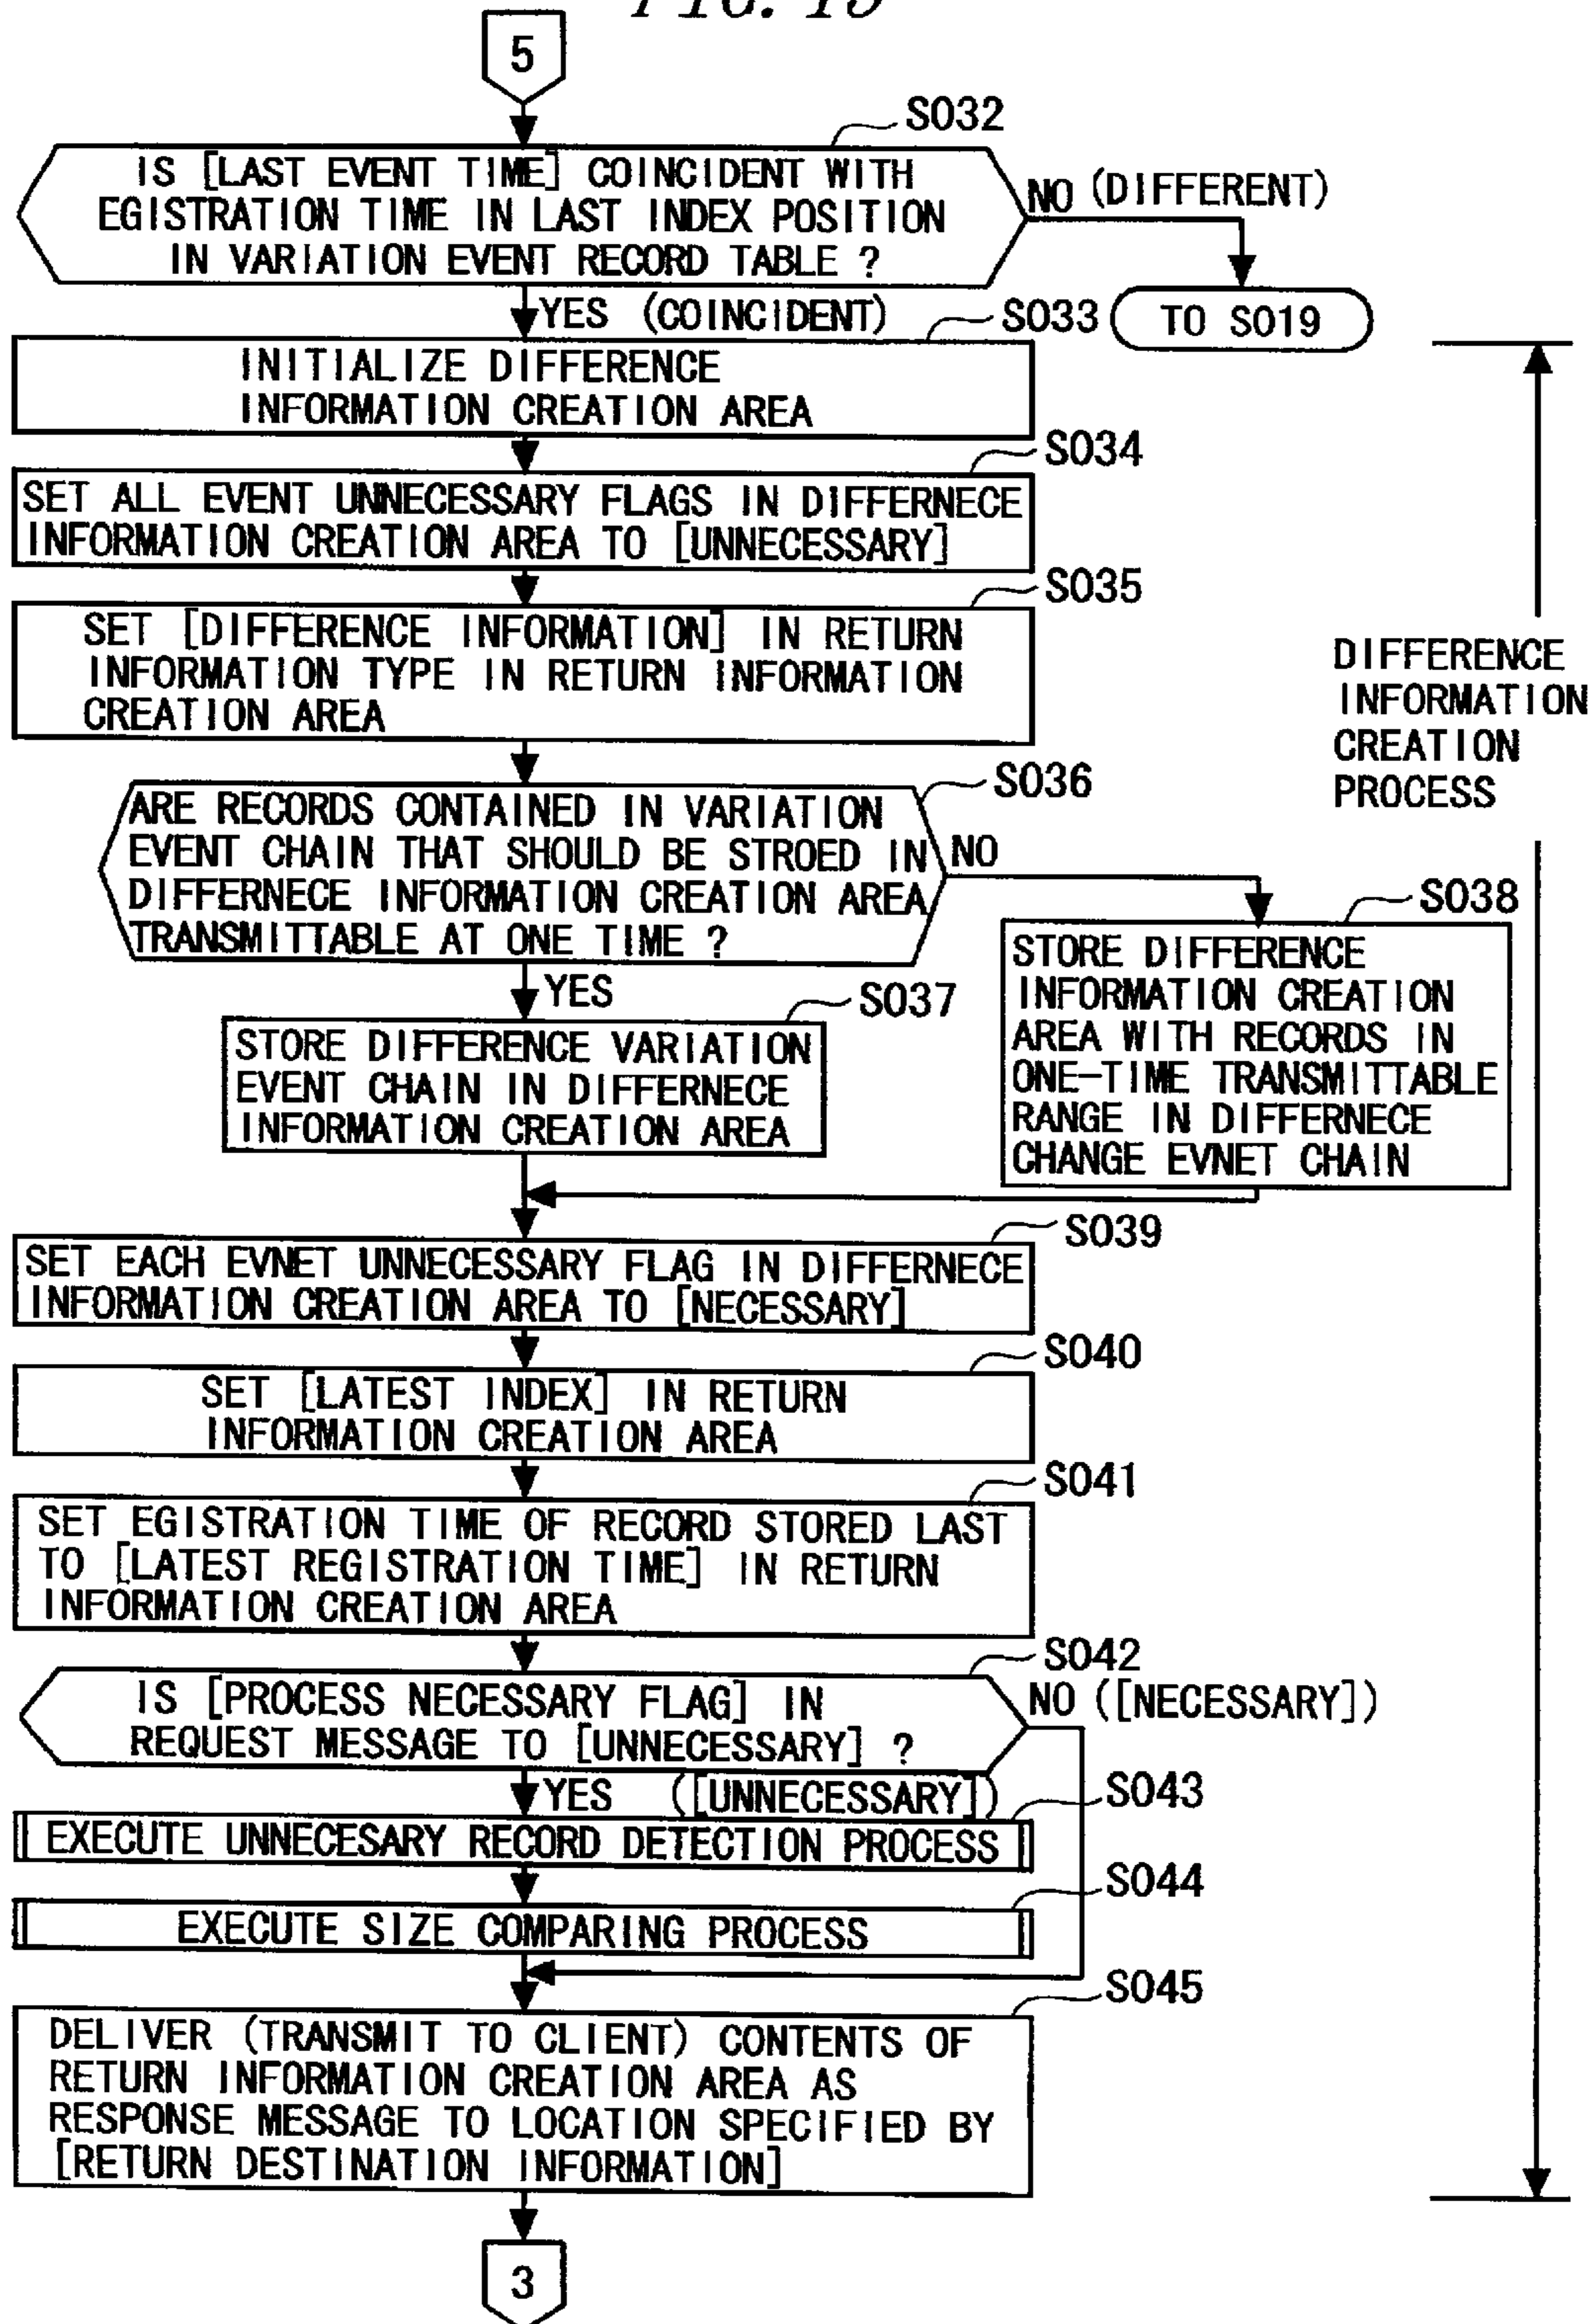 5
S032
IS [LAST EVENT TIME] COINCIDENT WITH
EGISTRATION TIME IN LAST INDEX POSITION
IN VARIATION EVENT RECORD TABLE ?
NO (DIFFERENT)
TO S019
YES (COINCIDENT)
S033
INITIALIZE DIFFERENCE
INFORMATION CREATION AREA
S034
SET ALL EVENT UNNECESSARY FLAGS IN DIFFERNECE
INFORMATION CREATION AREA TO [UNNECESSARY]
S035
SET [DIFFERENCE INFORMATION] IN RETURN
INFORMATION TYPE IN RETURN INFORMATION
CREATION AREA
DIFFERENCE
INFORMATION
CREATION
PROCESS
S036
ARE RECORDS CONTAINED IN VARIATION
EVENT CHAIN THAT SHOULD BE STROED IN
DIFFERNECE INFORMATION CREATION AREA
TRANSMITTABLE AT ONE TIME ?
NO
YES
S037
STORE DIFFERENCE VARIATION
EVENT CHAIN IN DIFFERNECE
INFORMATION CREATION AREA
S038
STORE DIFFERENCE
INFORMATION CREATION
AREA WITH RECORDS IN
ONE-TIME TRANSMITTABLE
RANGE IN DIFFERNECE
CHANGE EVNET CHAIN
S039
SET EACH EVNET UNNECESSARY FLAG IN DIFFERNECE
INFORMATION CREATION AREA TO [NECESSARY]
S040
SET [LATEST INDEX] IN RETURN
INFORMATION CREATION AREA
S041
SET EGISTRATION TIME OF RECORD STORED LAST
TO [LATEST REGISTRATION TIME] IN RETURN
INFORMATION CREATION AREA
S042
IS [PROCESS NECESSARY FLAG] IN
REQUEST MESSAGE TO [UNNECESSARY] ?
NO ([NECESSARY])
YES ([UNNECESSARY])
S043
EXECUTE UNNECESARY RECORD DETECTION PROCESS
S044
EXECUTE SIZE COMPARING PROCESS
S045
DELIVER (TRANSMIT TO CLIENT) CONTENTS OF
RETURN INFORMATION CREATION AREA AS
RESPONSE MESSAGE TO LOCATION SPECIFIED BY
[RETURN DESTINATION INFORMATION]
3